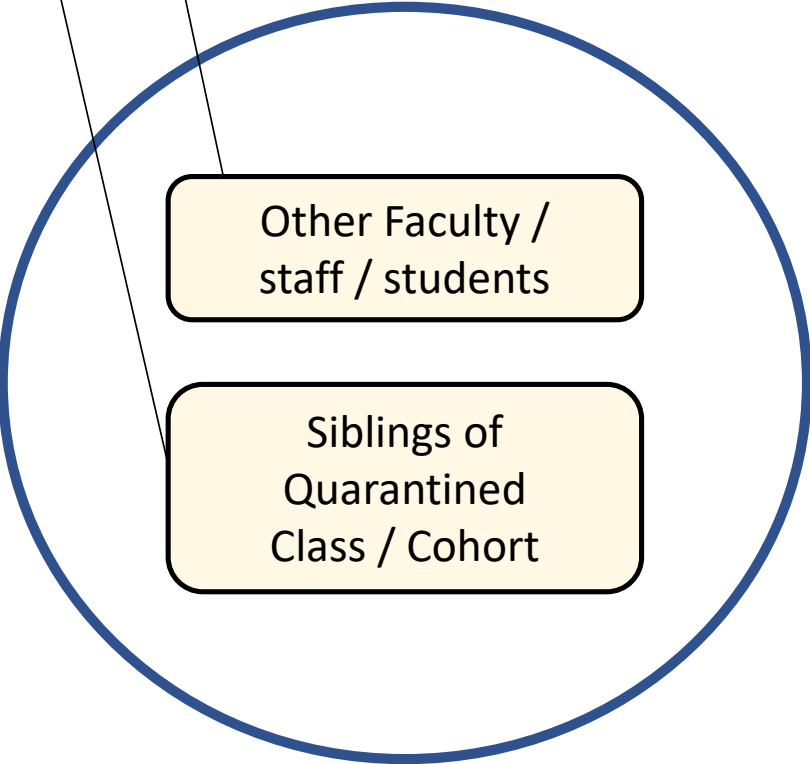 Other Faculty /
staff / students
Siblings of
Quarantined
Class / Cohort